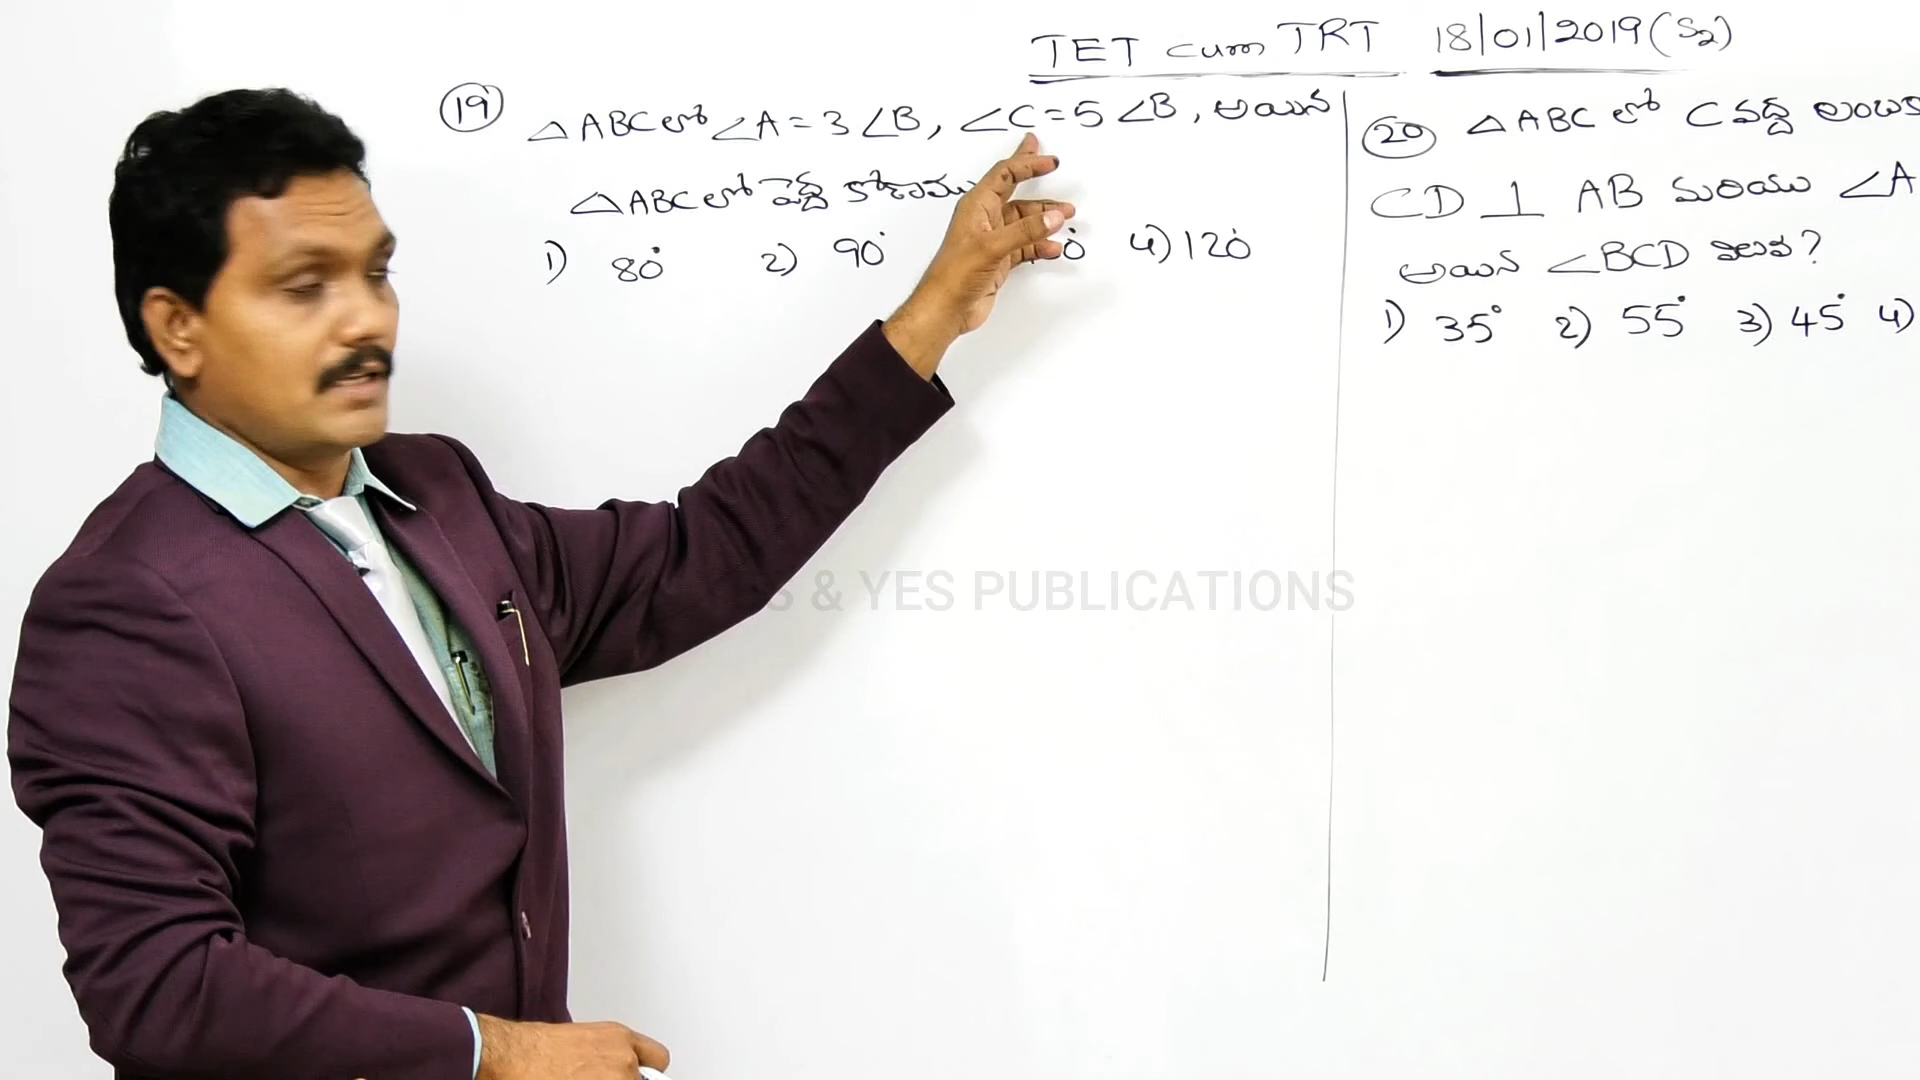 TET cum TRT 18/01/2019 (S2)
19 △ABC లో ∠A = 3 ∠B, ∠C = 5 ∠B, అయిన
△ABC లో పెద్ద కోణము
1) 80° 2) 90° 4) 120°
20 △ABC లో C వద్ద లంబ
CD ⊥ AB మరియు ∠A
అయిన ∠BCD విలువ?
1) 35° 2) 55° 3) 45° 4)
& YES PUBLICATIONS